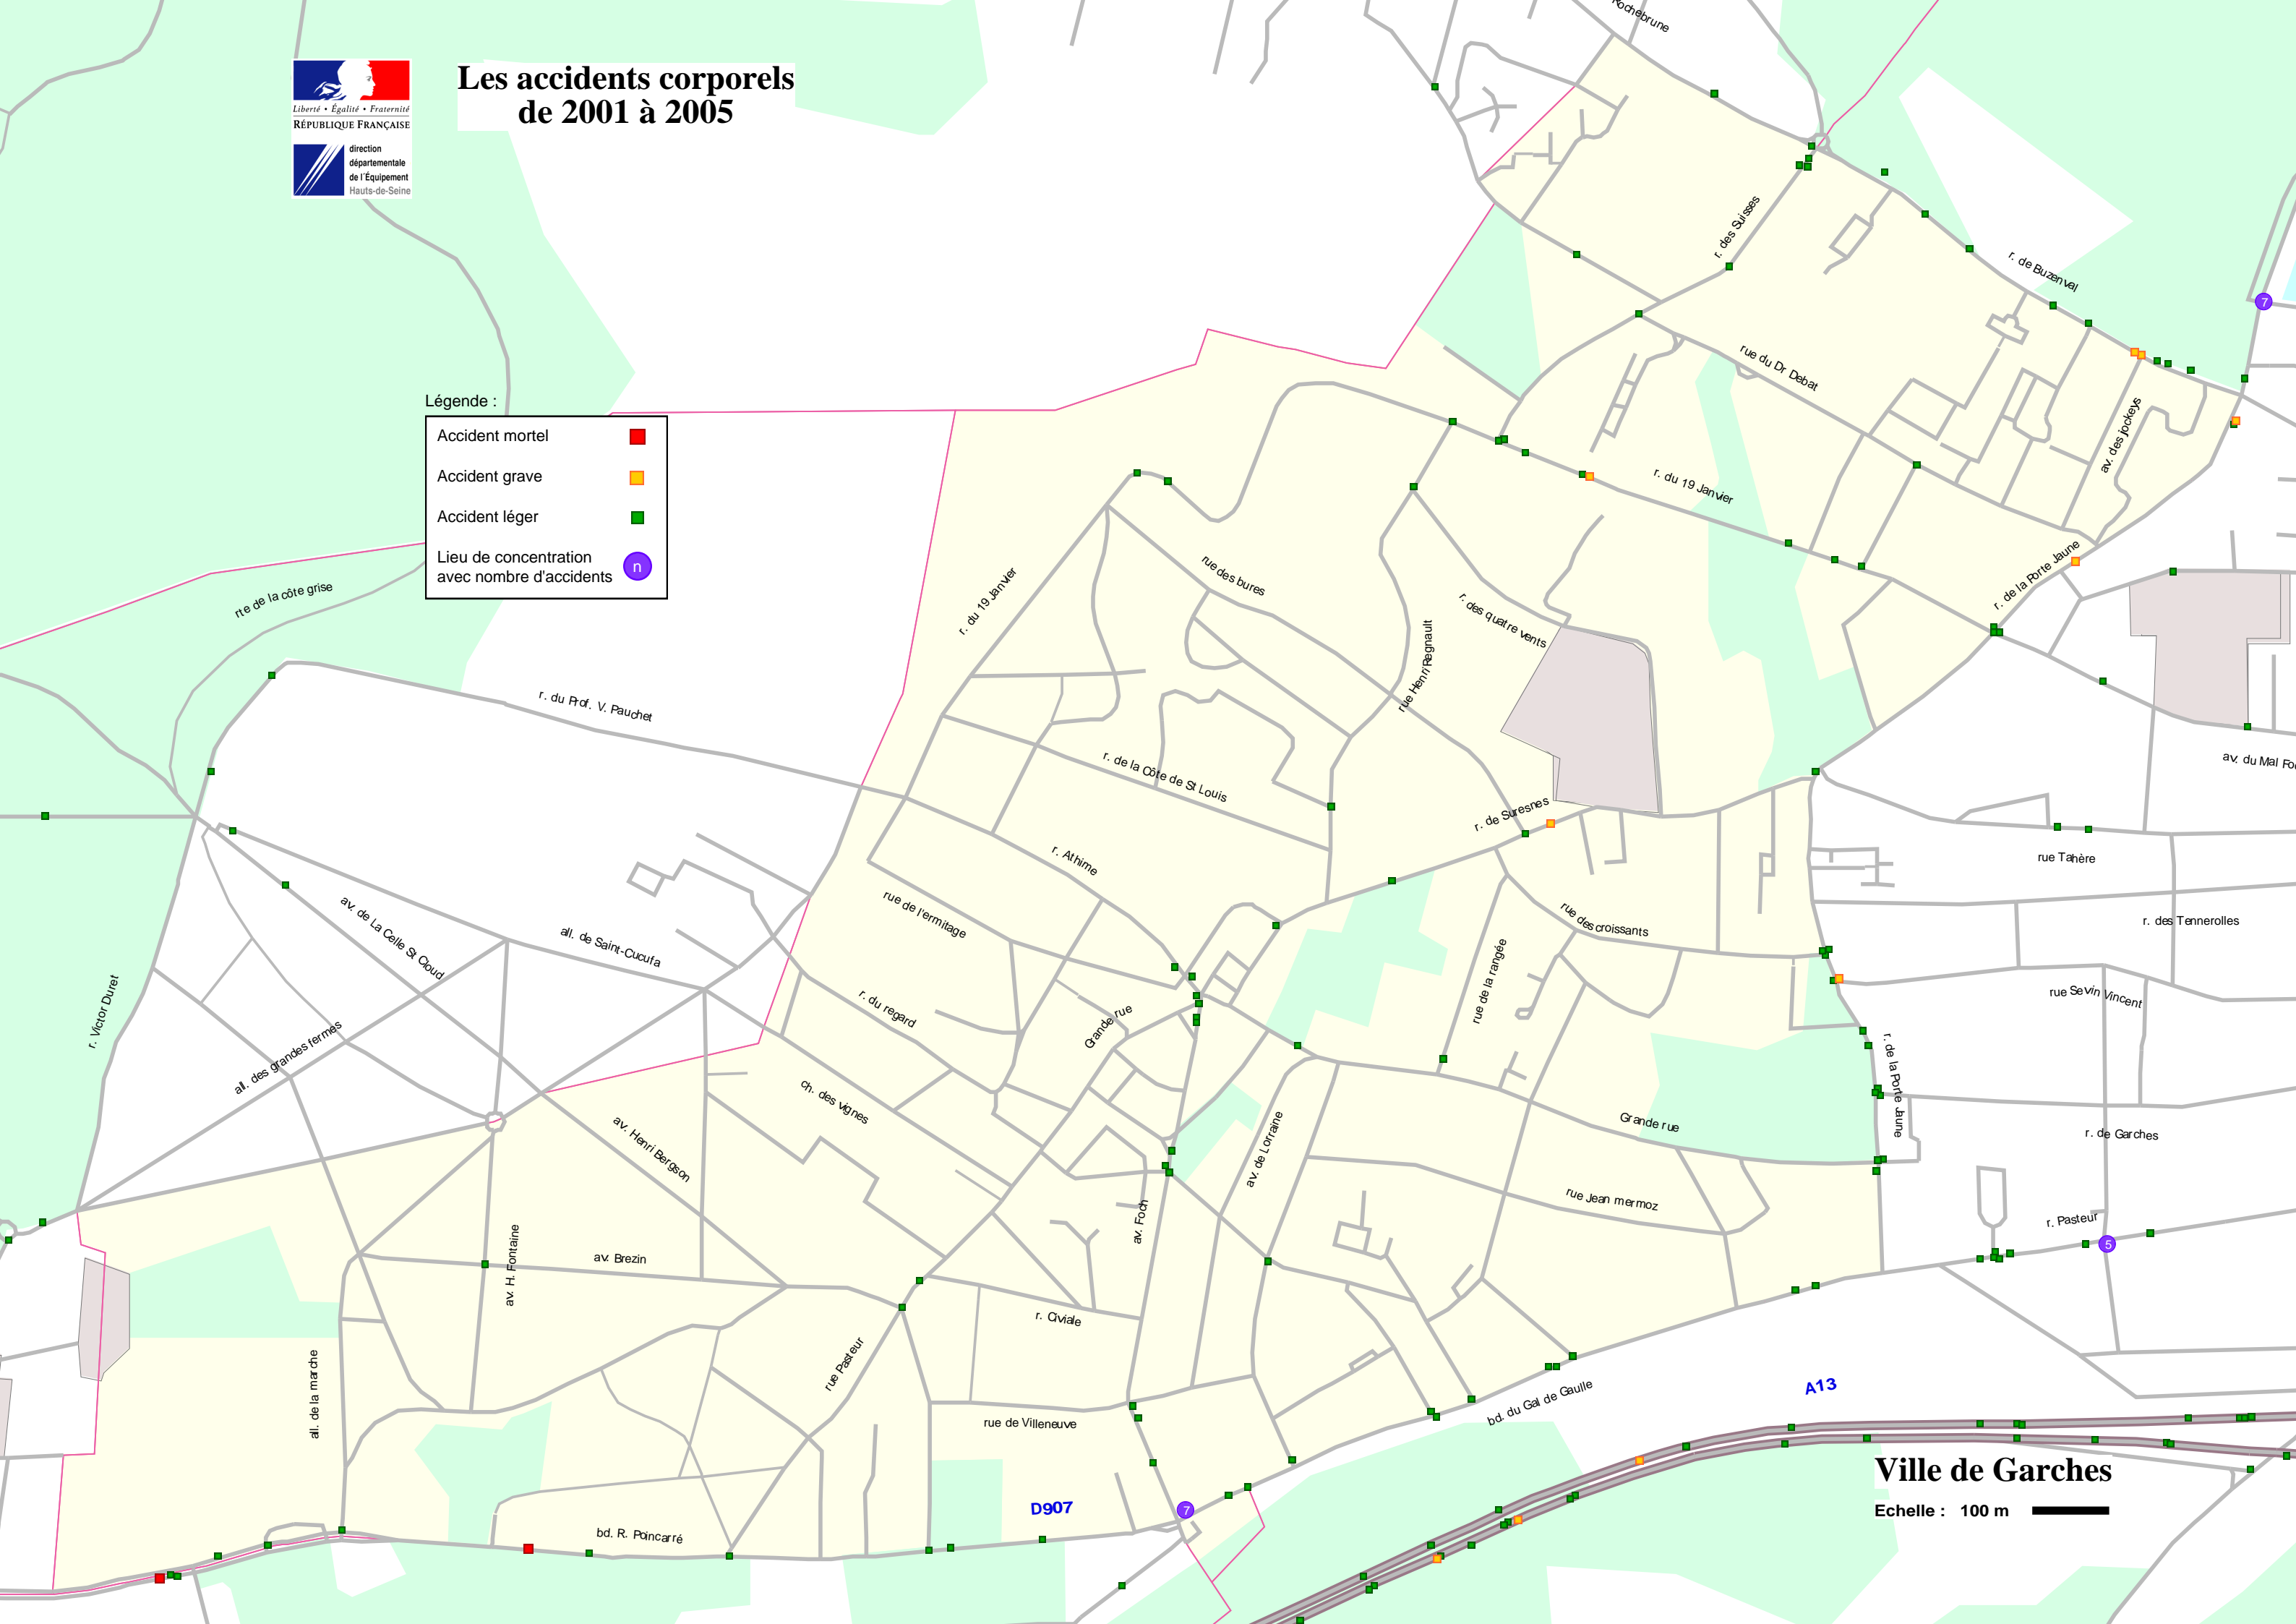 Rochebrune
Les accidents corporels
de 2001 à 2005
Liberté • Égalité • Fraternité
RÉPUBLIQUE FRANÇAISE
direction
départementale
de l'Équipement
Hauts-de-Seine
r. des Suisses
r. de Buzenval
7
rue du Dr Debat
av. des jockeys
Légende :
Accident mortel
Accident grave
Accident léger
Lieu de concentration
avec nombre d'accidents
n
r. du 19 Janvier
r. de la Porte Jaune
rte de la côte grise
r. du 19 Janvier
rue des bures
r. des quatre vents
rue Henri Regnault
r. du Prof. V. Pauchet
r. de la Côte de St Louis
r. de Suresnes
av. du Mal
r. Athime
rue Tahère
rue de l'ermitage
rue des croissants
r. des Tennerolles
av. de La Celle St Cloud
all. de Saint-Cucufa
rue de la rangée
r. Victor Duret
r. du regard
Grande rue
rue Sevin Vincent
all. des grandes fermes
r. de la Porte Jaune
ch. des vignes
av. Henri Bergson
av. de Lorraine
Grande rue
r. de Garches
rue Jean mermoz
av. Foch
r. Pasteur
5
av. H. Fontaine
av. Brezin
r. Civiale
rue Pasteur
all. de la marche
A13
bd. du Gal de Gaulle
rue de Villeneuve
Ville de Garches
D907
7
Echelle : 100 m
bd. R. Poincarré